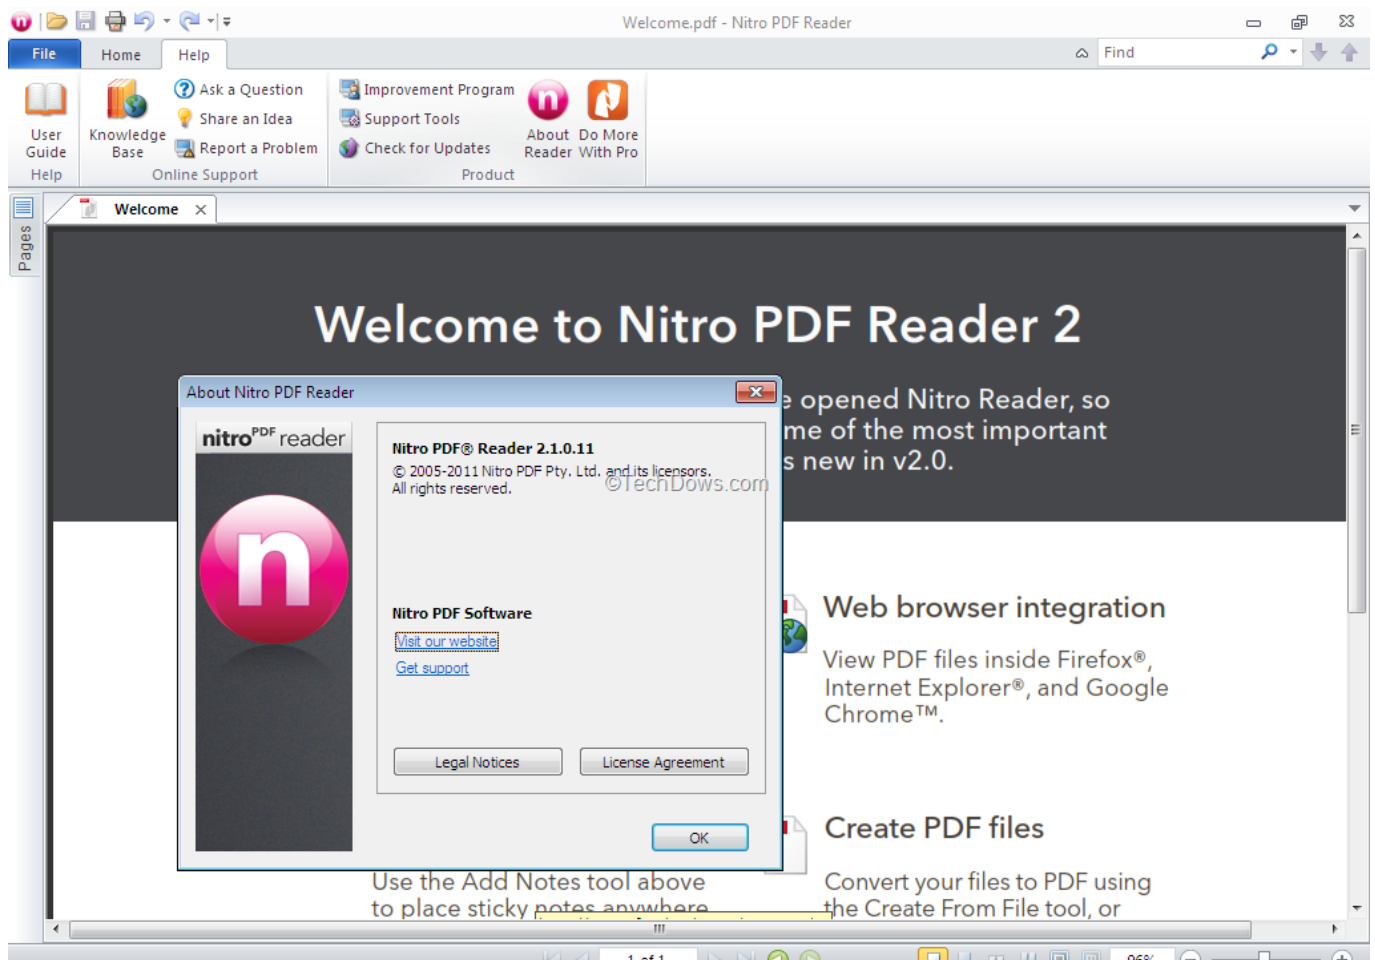 Welcome.pdf - Nitro PDF Reader
File
Home
Help
Find
User
Guide
Help
Knowledge
Base
Ask a Question
Share an Idea
Report a Problem
Online Support
Improvement Program
Support Tools
Check for Updates
About
Reader
Do More
With Pro
Product
Pages
Welcome
Welcome to Nitro PDF Reader 2
e opened Nitro Reader, so
me of the most important
s new in v2.0.
About Nitro PDF Reader
nitroPDF reader
n
Nitro PDF® Reader 2.1.0.11
© 2005-2011 Nitro PDF Pty. Ltd. and its licensors.
All rights reserved.
©TechDows.com
Nitro PDF Software
Visit our website
Get support
Legal Notices
License Agreement
OK
Web browser integration
View PDF files inside Firefox®,
Internet Explorer®, and Google
Chrome™.
Create PDF files
Convert your files to PDF using
the Create From File tool, or
Use the Add Notes tool above
to place sticky notes anywhere
1 of 1
96%